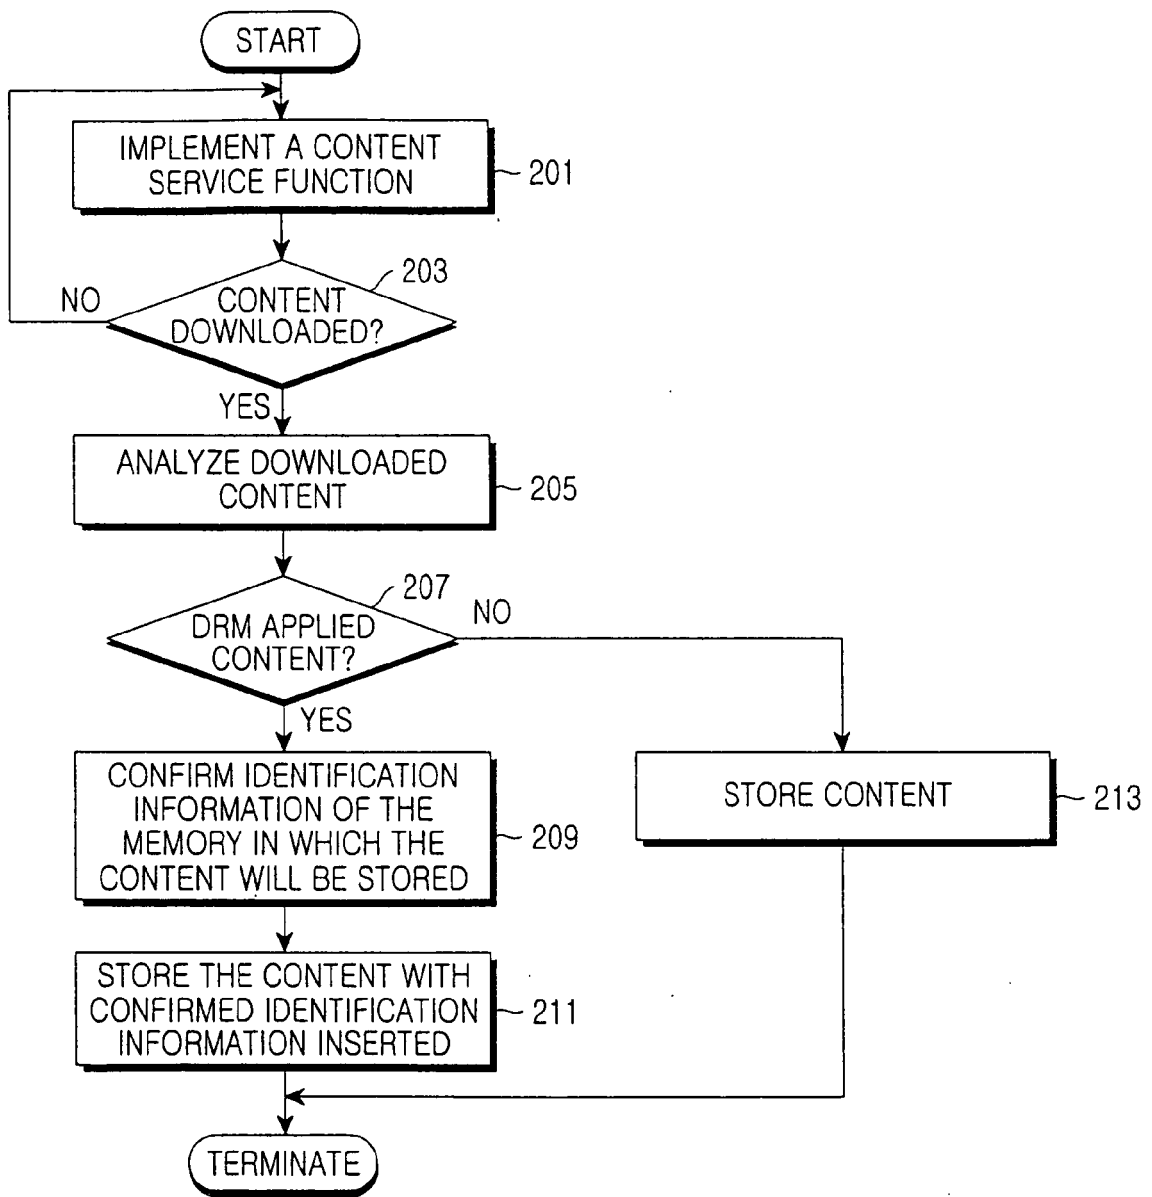 START
IMPLEMENT A CONTENT
SERVICE FUNCTION
201
203
CONTENT
DOWNLOADED?
NO
YES
ANALYZE DOWNLOADED
CONTENT
205
207
DRM APPLIED
CONTENT?
NO
YES
CONFIRM IDENTIFICATION
INFORMATION OF THE
MEMORY IN WHICH THE
CONTENT WILL BE STORED
209
STORE CONTENT
213
STORE THE CONTENT WITH
CONFIRMED IDENTIFICATION
INFORMATION INSERTED
211
TERMINATE